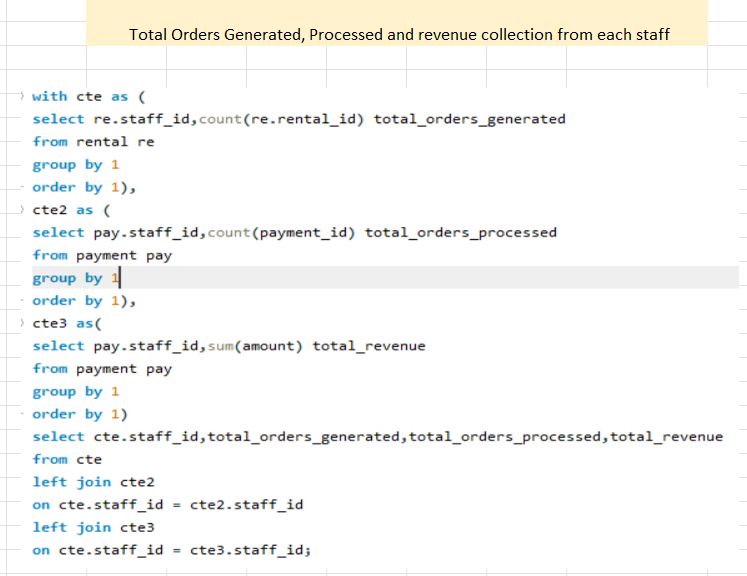 Total Orders Generated, Processed and revenue collection from each staff
with cte as (
select re.staff_id,count(re.rental_id) total_orders_generated
from rental re
group by 1
order by 1),
cte2 as (
select pay.staff_id,count(payment_id) total_orders_processed
from payment pay
group by 1
order by 1),
cte3 as(
select pay.staff_id,sum(amount) total_revenue
from payment pay
group by 1
order by 1)
select cte.staff_id,total_orders_generated,total_orders_processed,total_revenue
from cte
left join cte2
on cte.staff_id = cte2.staff_id
left join cte3
on cte.staff_id = cte3.staff_id;